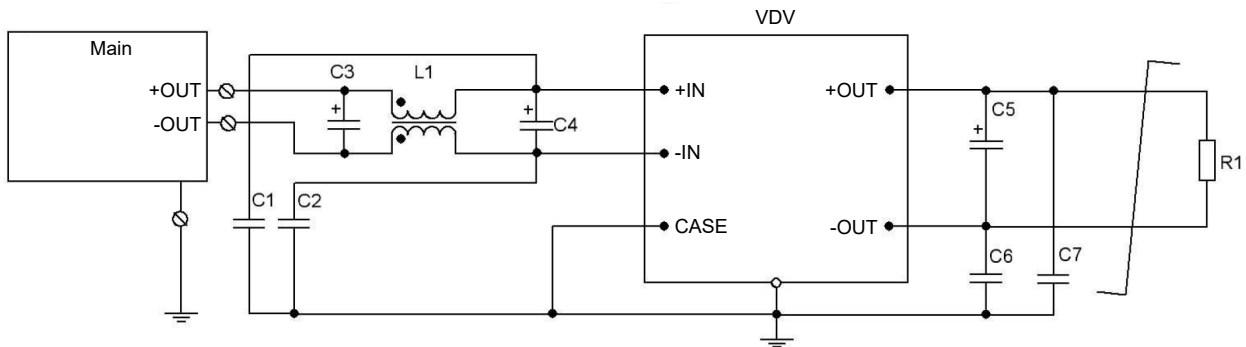 VDV
Main
C3
L1
+OUT
+
+IN
+OUT
C5
-OUT
+
C4
+
-IN
R1
C1
C2
CASE
-OUT
C6
C7